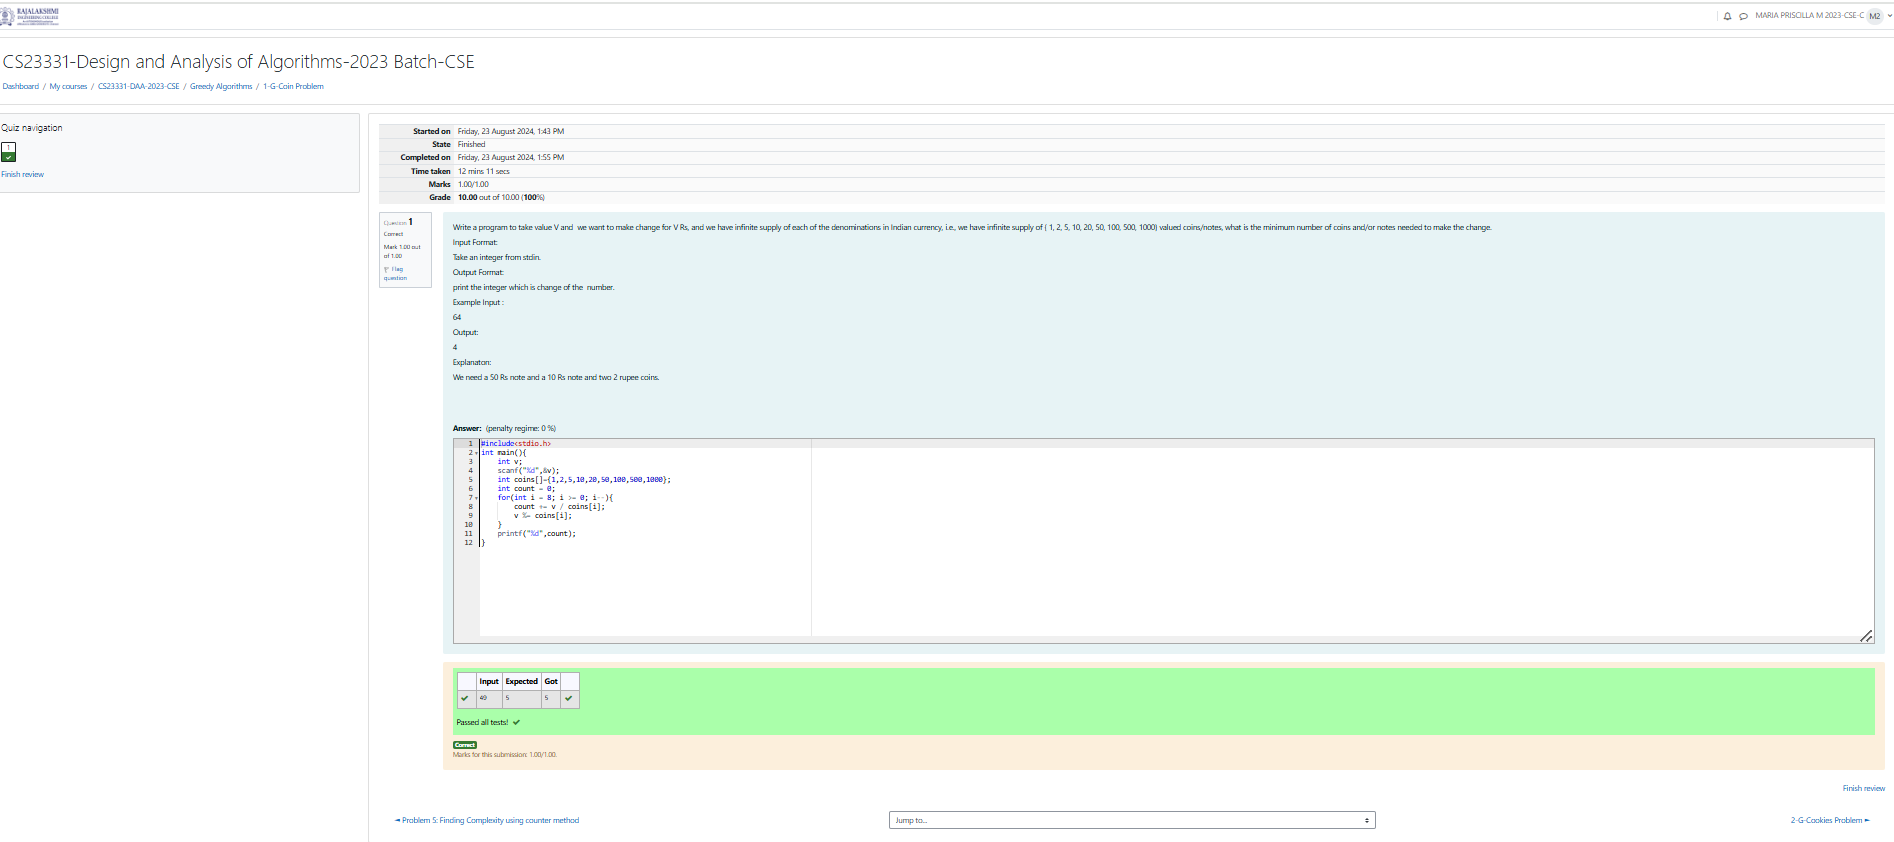 RAJALAKSHMI
ENGINEERING COLLEGE
MARIA PRISCILLA M 2023-CSE-C M2
CS23331-Design and Analysis of Algorithms-2023 Batch-CSE
Dashboard / My courses / CS23331-DAA-2023-CSE / Greedy Algorithms / 1-G-Coin Problem
Quiz navigation
1
Finish review
Started on Friday, 23 August 2024, 1:43 PM
State Finished
Completed on Friday, 23 August 2024, 1:55 PM
Time taken 12 mins 11 secs
Marks 1.00/1.00
Grade 10.00 out of 10.00 (100%)
Question 1
Correct
Mark 1.00 out
of 1.00
Flag
question
Write a program to take value V and we want to make change for V Rs, and we have infinite supply of each of the denominations in Indian currency, i.e., we have infinite supply of { 1, 2, 5, 10, 20, 50, 100, 500, 1000} valued coins/notes, what is the minimum number of coins and/or notes needed to make the change.
Input Format:
Take an integer from stdin.
Output Format:
print the integer which is change of the number.
Example Input :
64
Output:
4
Explanaton:
We need a 50 Rs note and a 10 Rs note and two 2 rupee coins.
Answer: (penalty regime: 0 %)
1 #include<stdio.h>
2 int main(){
3 int v;
4 scanf("%d",&v);
5 int coins[]={1,2,5,10,20,50,100,500,1000};
6 int count = 0;
7 for(int i = 8; i >= 0; i--){
8 count += v / coins[i];
9 v %= coins[i];
10 }
11 printf("%d",count);
12 }
Input Expected Got
49 5 5
Passed all tests!
Correct
Marks for this submission: 1.00/1.00.
Finish review
◄ Problem 5: Finding Complexity using counter method
Jump to...
2-G-Cookies Problem ►